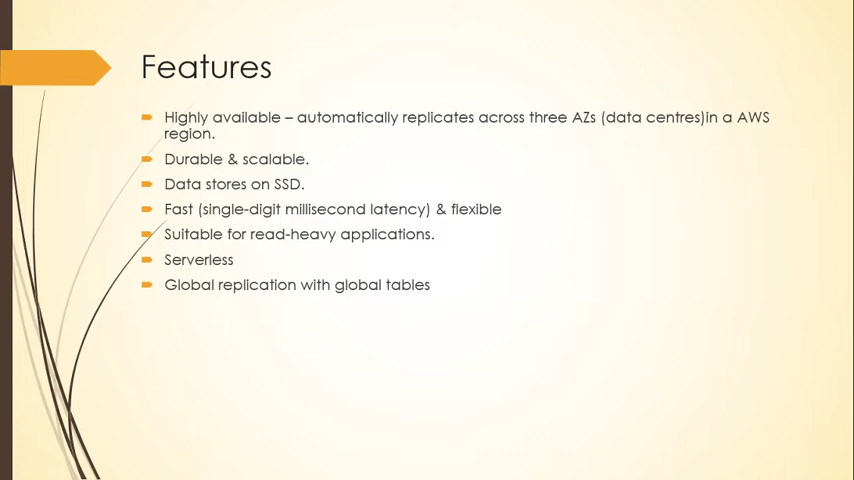 Features
Highly available – automatically replicates across three AZs (data centres)in a AWS
region.
Durable & scalable.
Data stores on SSD.
Fast (single-digit millisecond latency) & flexible
Suitable for read-heavy applications.
Serverless
Global replication with global tables